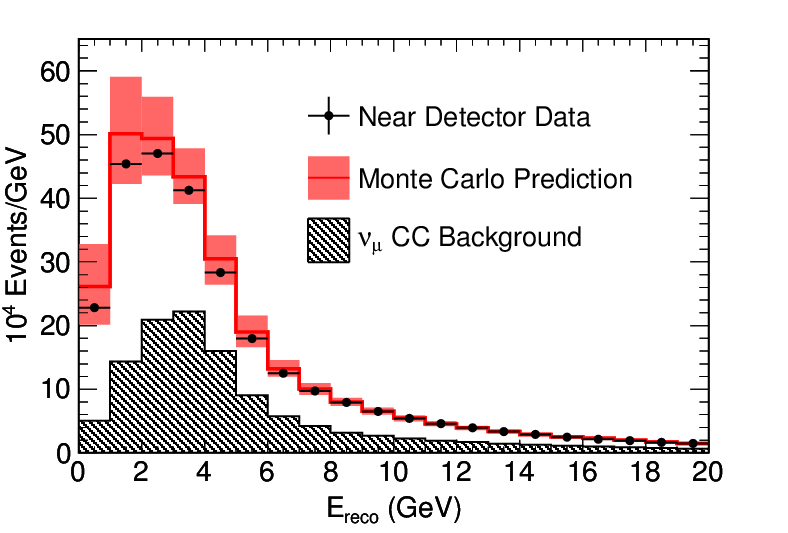 10⁴ Events/GeV
60
50
40
30
20
10
0
Near Detector Data
Monte Carlo Prediction
νμ CC Background
0 2 4 6 8 10 12 14 16 18 20
Ereco (GeV)